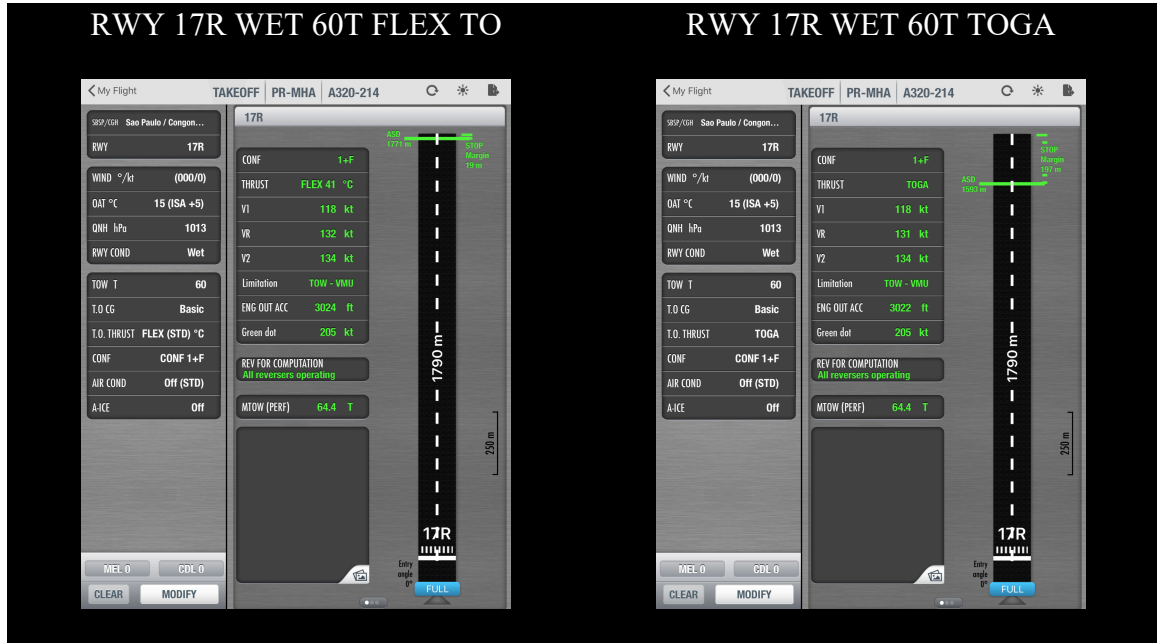 RWY 17R WET 60T FLEX TO
My Flight
TAKEOFF PR-MHA A320-214
SBSP/CGH Sao Paulo / Congon...
RWY 17R
WIND °/kt (000/0)
OAT °C 15 (ISA +5)
QNH hPa 1013
RWY COND Wet
TOW T 60
T.O CG Basic
T.O. THRUST FLEX (STD) °C
CONF CONF 1+F
AIR COND Off (STD)
A-ICE Off
MEL 0 CDL 0
CLEAR MODIFY
17R
CONF 1+F
THRUST FLEX 41 °C
V1 118 kt
VR 132 kt
V2 134 kt
Limitation TOW - VMU
ENG OUT ACC 3024 ft
Green dot 205 kt
REV FOR COMPUTATION
All reversers operating
MTOW (PERF) 64.4 T
ASD
1771 m
STOP
Margin
19 m
1790 m
250 m
17R
Entry
angle
0°
FULL
RWY 17R WET 60T TOGA
My Flight
TAKEOFF PR-MHA A320-214
SBSP/CGH Sao Paulo / Congon...
RWY 17R
WIND °/kt (000/0)
OAT °C 15 (ISA +5)
QNH hPa 1013
RWY COND Wet
TOW T 60
T.O CG Basic
T.O. THRUST TOGA
CONF CONF 1+F
AIR COND Off (STD)
A-ICE Off
MEL 0 CDL 0
CLEAR MODIFY
17R
CONF 1+F
THRUST TOGA
V1 118 kt
VR 131 kt
V2 134 kt
Limitation TOW - VMU
ENG OUT ACC 3022 ft
Green dot 205 kt
REV FOR COMPUTATION
All reversers operating
MTOW (PERF) 64.4 T
ASD
1593 m
STOP
Margin
197 m
1790 m
250 m
17R
Entry
angle
0°
FULL